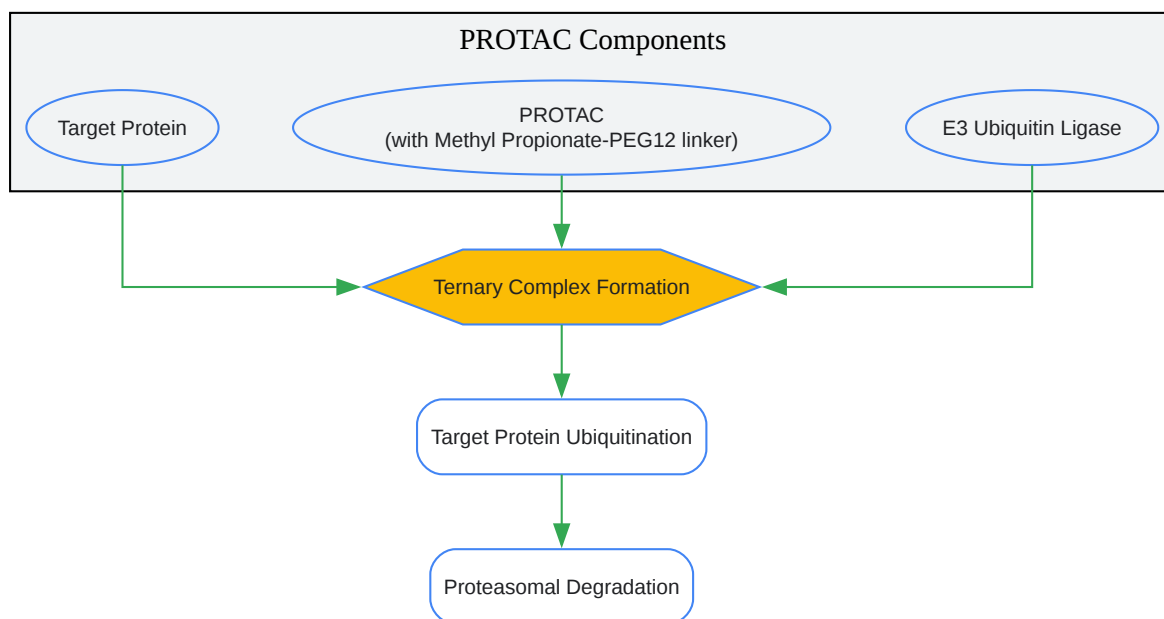 PROTAC Components
Target Protein
PROTAC
(with Methyl Propionate-PEG12 linker)
E3 Ubiquitin Ligase
Ternary Complex Formation
Target Protein Ubiquitination
Proteasomal Degradation